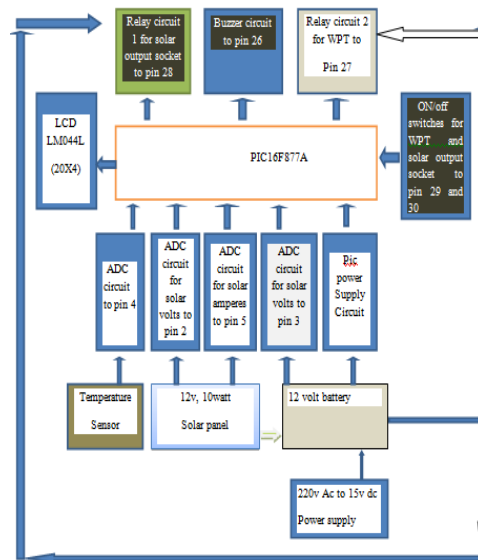 Relay circuit
1 for solar
output socket
to pin 28
Buzzer circuit
to pin 26
Relay circuit 2
for WPT to
Pin 27
LCD
LM044L
(20X4)
PIC16F877A
ON/off
switches for
WPT and
solar output
socket to
pin 29 and
30
ADC
circuit
to pin 4
ADC
circuit
for
solar
volts to
pin 2
ADC
circuit
for solar
amperes
to pin 5
ADC
circuit
for solar
volts to
pin 3
Pic
power
Supply
Circuit
Temperature
Sensor
12v, 10watt
Solar panel
12 volt battery
220v Ac to 15v dc
Power supply